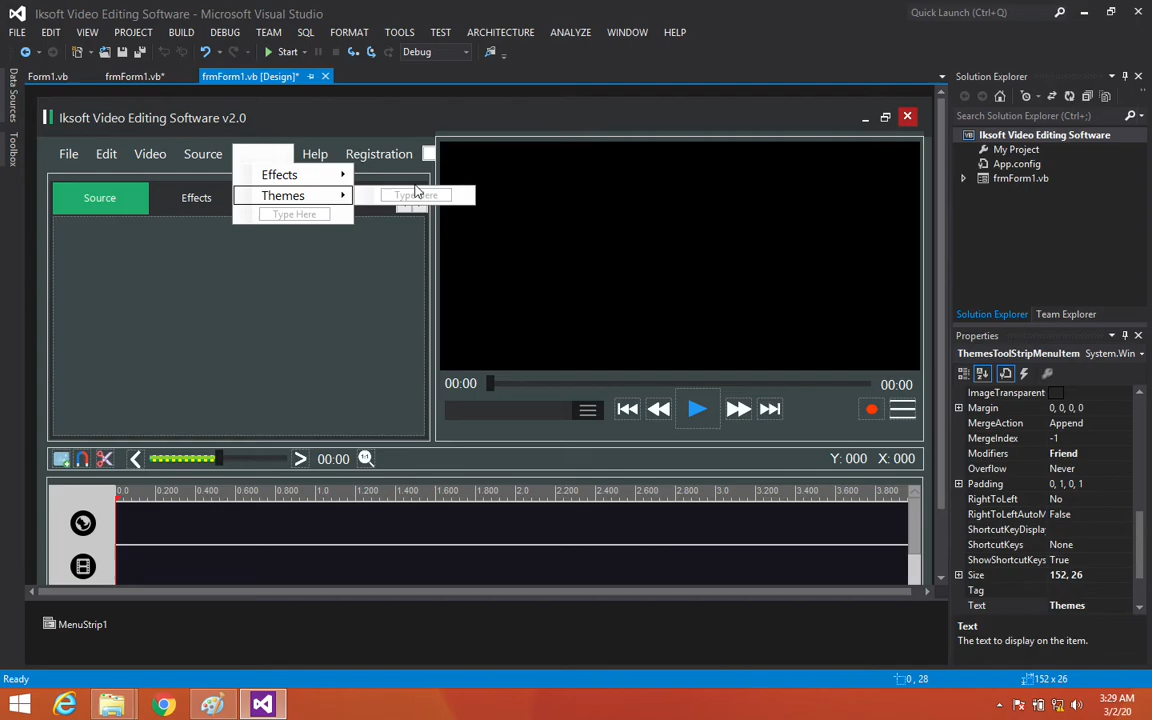 Iksoft Video Editing Software - Microsoft Visual Studio
Quick Launch (Ctrl+;)
FILE EDIT VIEW PROJECT BUILD DEBUG TEAM SQL FORMAT TOOLS TEST ARCHITECTURE ANALYZE WINDOW HELP
Start Debug
Form1.vb frmForm1.vb* frmForm1.vb [Design]*
Data Sources
Toolbox
Iksoft Video Editing Software v2.0
File Edit Video Source Help Registration
Effects
Themes Type Here
Type Here
Source Effects
00:00 00:00
00:00 1:1 Y: 000 X: 000
0.0 0.200 0.400 0.600 0.800 1.0 1.200 1.400 1.600 1.800 2.0 2.200 2.400 2.600 2.800 3.0 3.200 3.400 3.600 3.800
MenuStrip1
Solution Explorer
Search Solution Explorer (Ctrl+;)
Iksoft Video Editing Software
My Project
App.config
frmForm1.vb
Solution Explorer Team Explorer
Properties
ThemesToolStripMenuItem System.Win
ImageTransparent
Margin 0, 0, 0, 0
MergeAction Append
MergeIndex -1
Modifiers Friend
Overflow Never
Padding 0, 1, 0, 1
RightToLeft No
RightToLeftAutoM False
ShortcutKeyDispla
ShortcutKeys None
ShowShortcutKeys True
Size 152, 26
Tag
Text Themes
Text
The text to display on the item.
Ready 0 , 28 152 x 26
3:29 AM
3/2/20